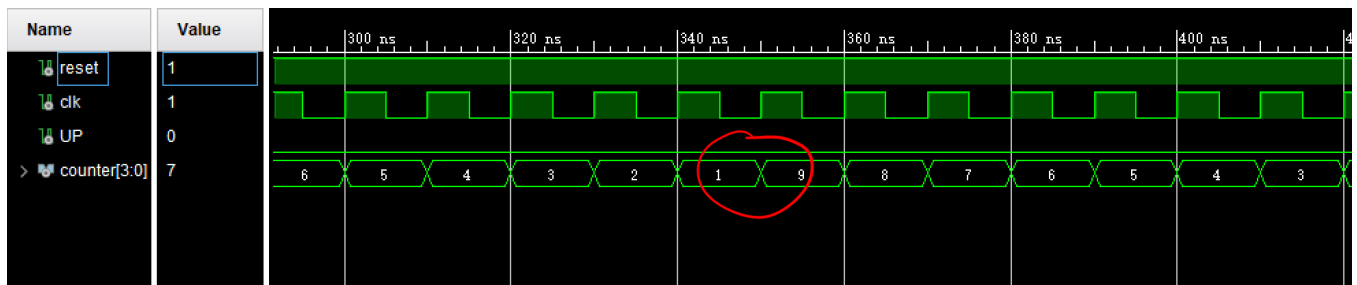 Name Value
300 ns 320 ns 340 ns 360 ns 380 ns 400 ns 4
reset 1
clk 1
UP 0
> counter[3:0] 7 6 5 4 3 2 1 9 8 7 6 5 4 3